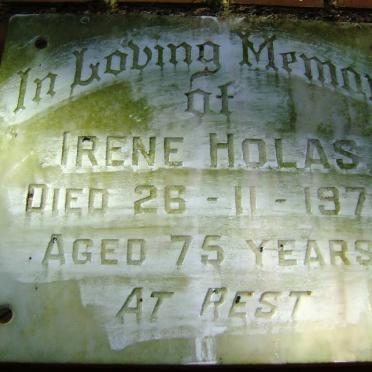 In Loving Memor
of
IRENE HOLAS
DIED 26 - 11 - 197
AGED 75 YEARS
AT REST